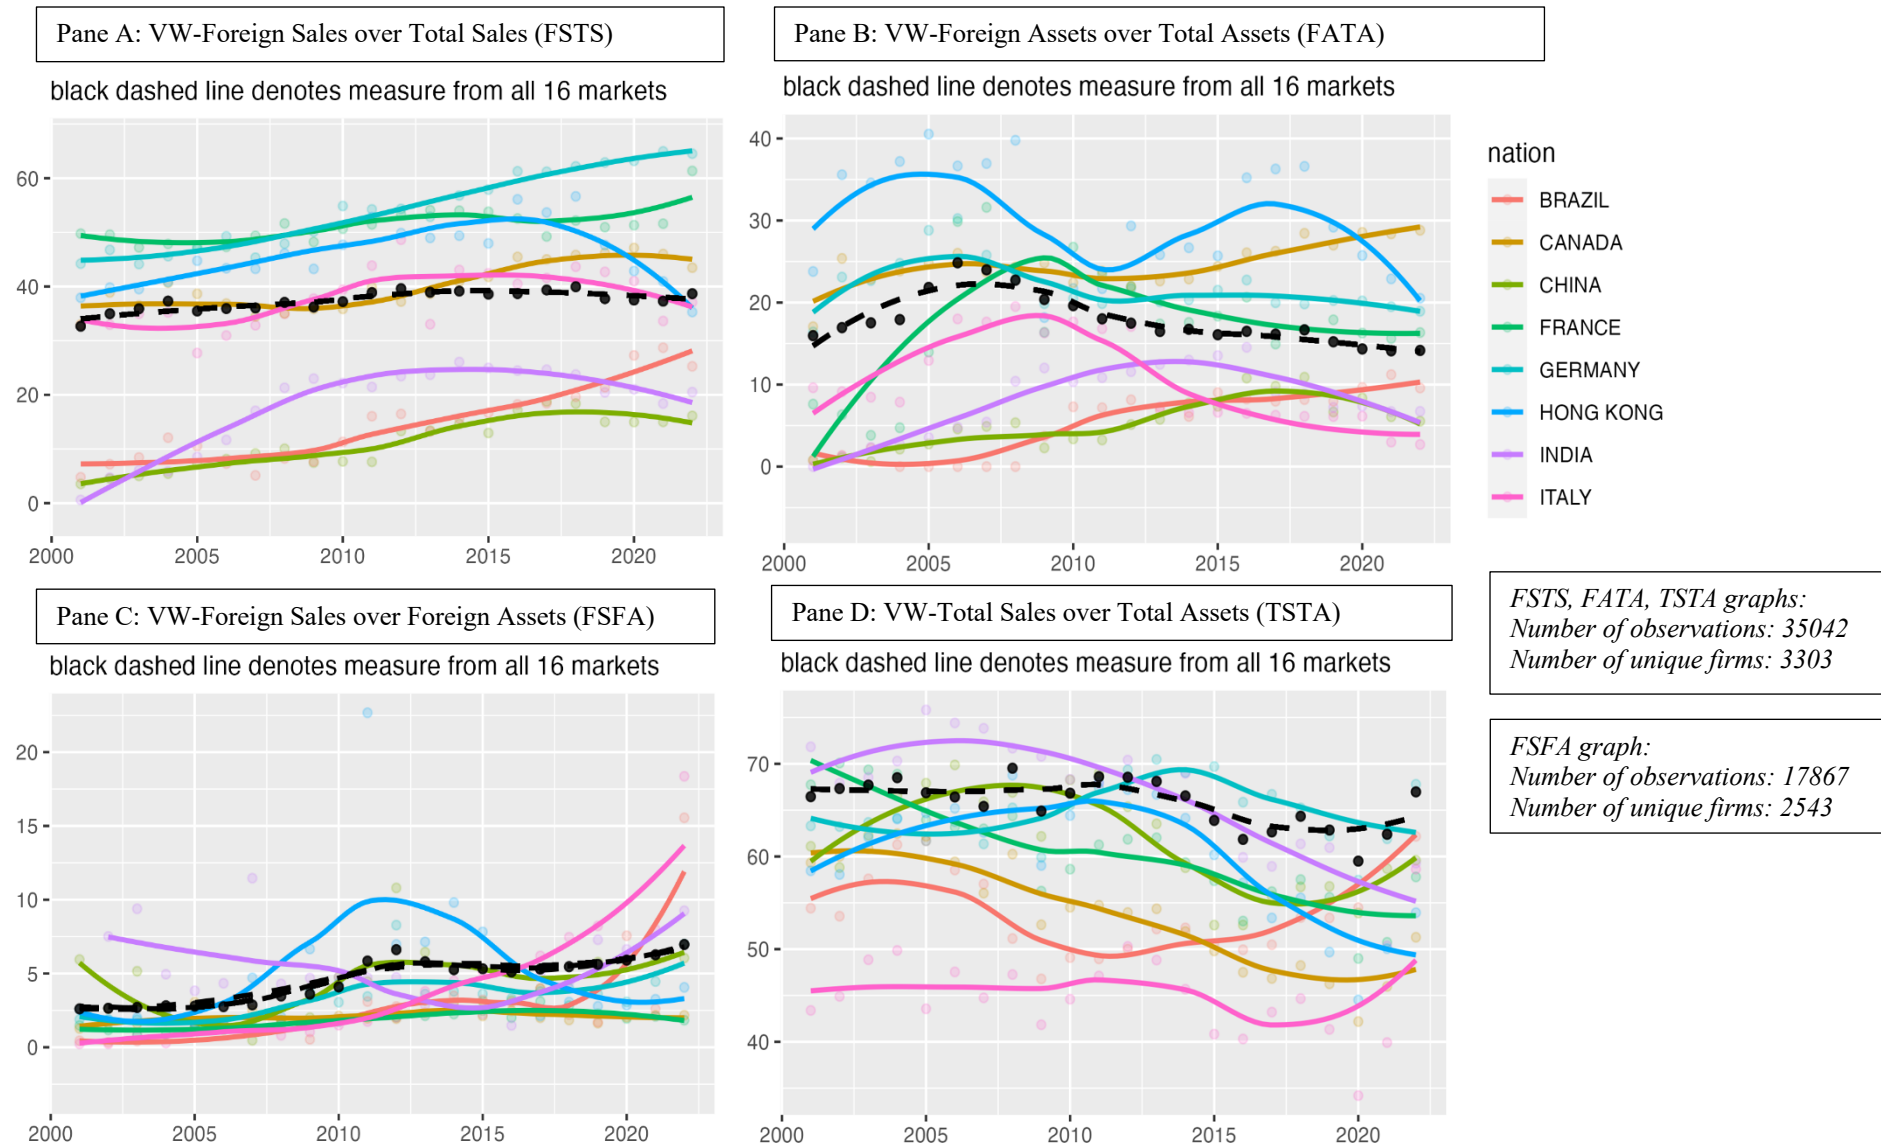 Pane A: VW-Foreign Sales over Total Sales (FSTS)
black dashed line denotes measure from all 16 markets
60
40
20
0
2000 2005 2010 2015 2020
Pane B: VW-Foreign Assets over Total Assets (FATA)
black dashed line denotes measure from all 16 markets
40
30
20
10
0
2000 2005 2010 2015 2020
nation
BRAZIL
CANADA
CHINA
FRANCE
GERMANY
HONG KONG
INDIA
ITALY
Pane C: VW-Foreign Sales over Foreign Assets (FSFA)
black dashed line denotes measure from all 16 markets
20
15
10
5
0
2000 2005 2010 2015 2020
Pane D: VW-Total Sales over Total Assets (TSTA)
black dashed line denotes measure from all 16 markets
70
60
50
40
2000 2005 2010 2015 2020
FSTS, FATA, TSTA graphs:
Number of observations: 35042
Number of unique firms: 3303
FSFA graph:
Number of observations: 17867
Number of unique firms: 2543